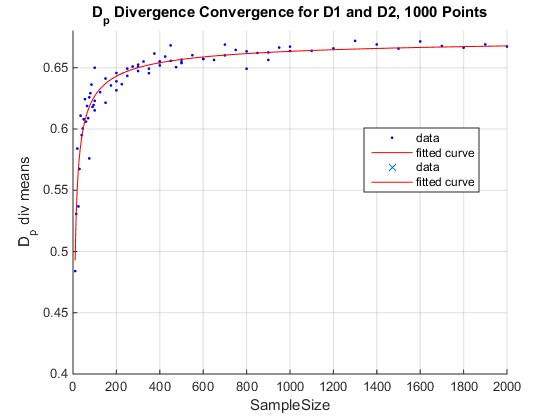 Dp Divergence Convergence for D1 and D2, 1000 Points
0.65
0.6
0.55
0.5
0.45
0.4
Dp div means
data
fitted curve
data
fitted curve
0 200 400 600 800 1000 1200 1400 1600 1800 2000
SampleSize